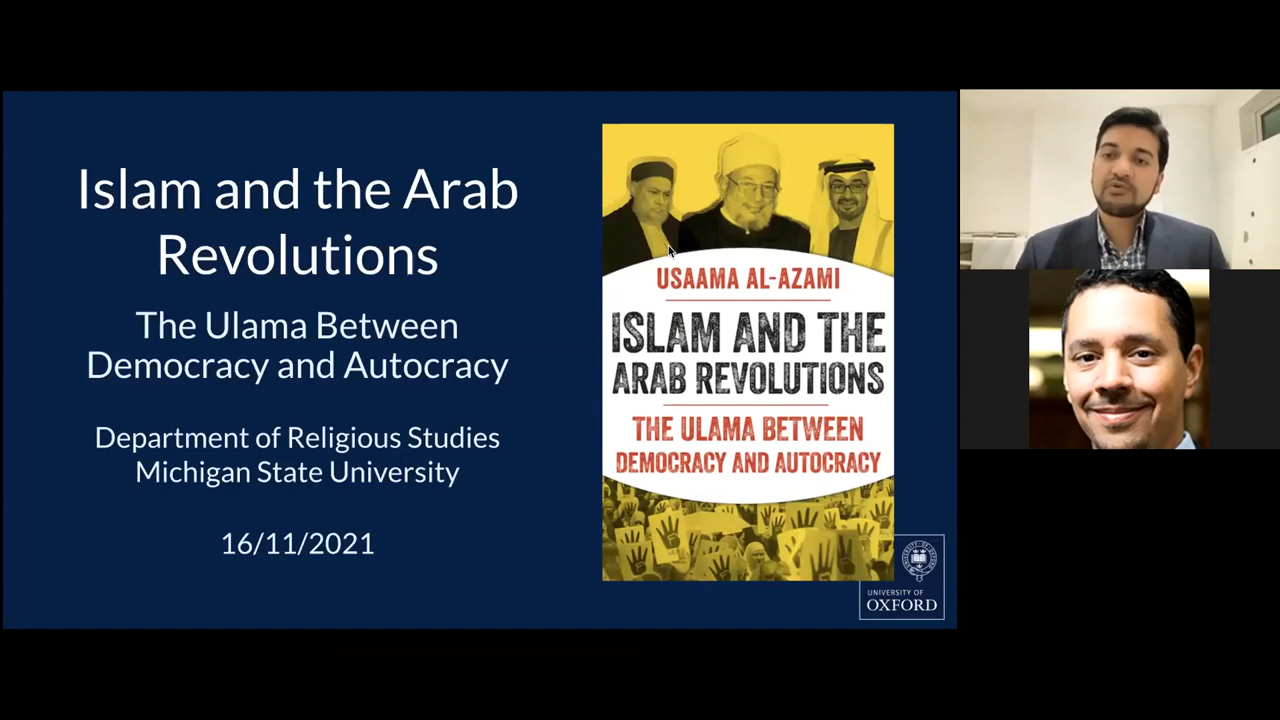 Islam and the Arab
Revolutions
The Ulama Between
Democracy and Autocracy
Department of Religious Studies
Michigan State University
16/11/2021
USAAMA AL-AZAMI
ISLAM AND THE
ARAB REVOLUTIONS
THE ULAMA BETWEEN
DEMOCRACY AND AUTOCRACY
UNIVERSITY OF
OXFORD